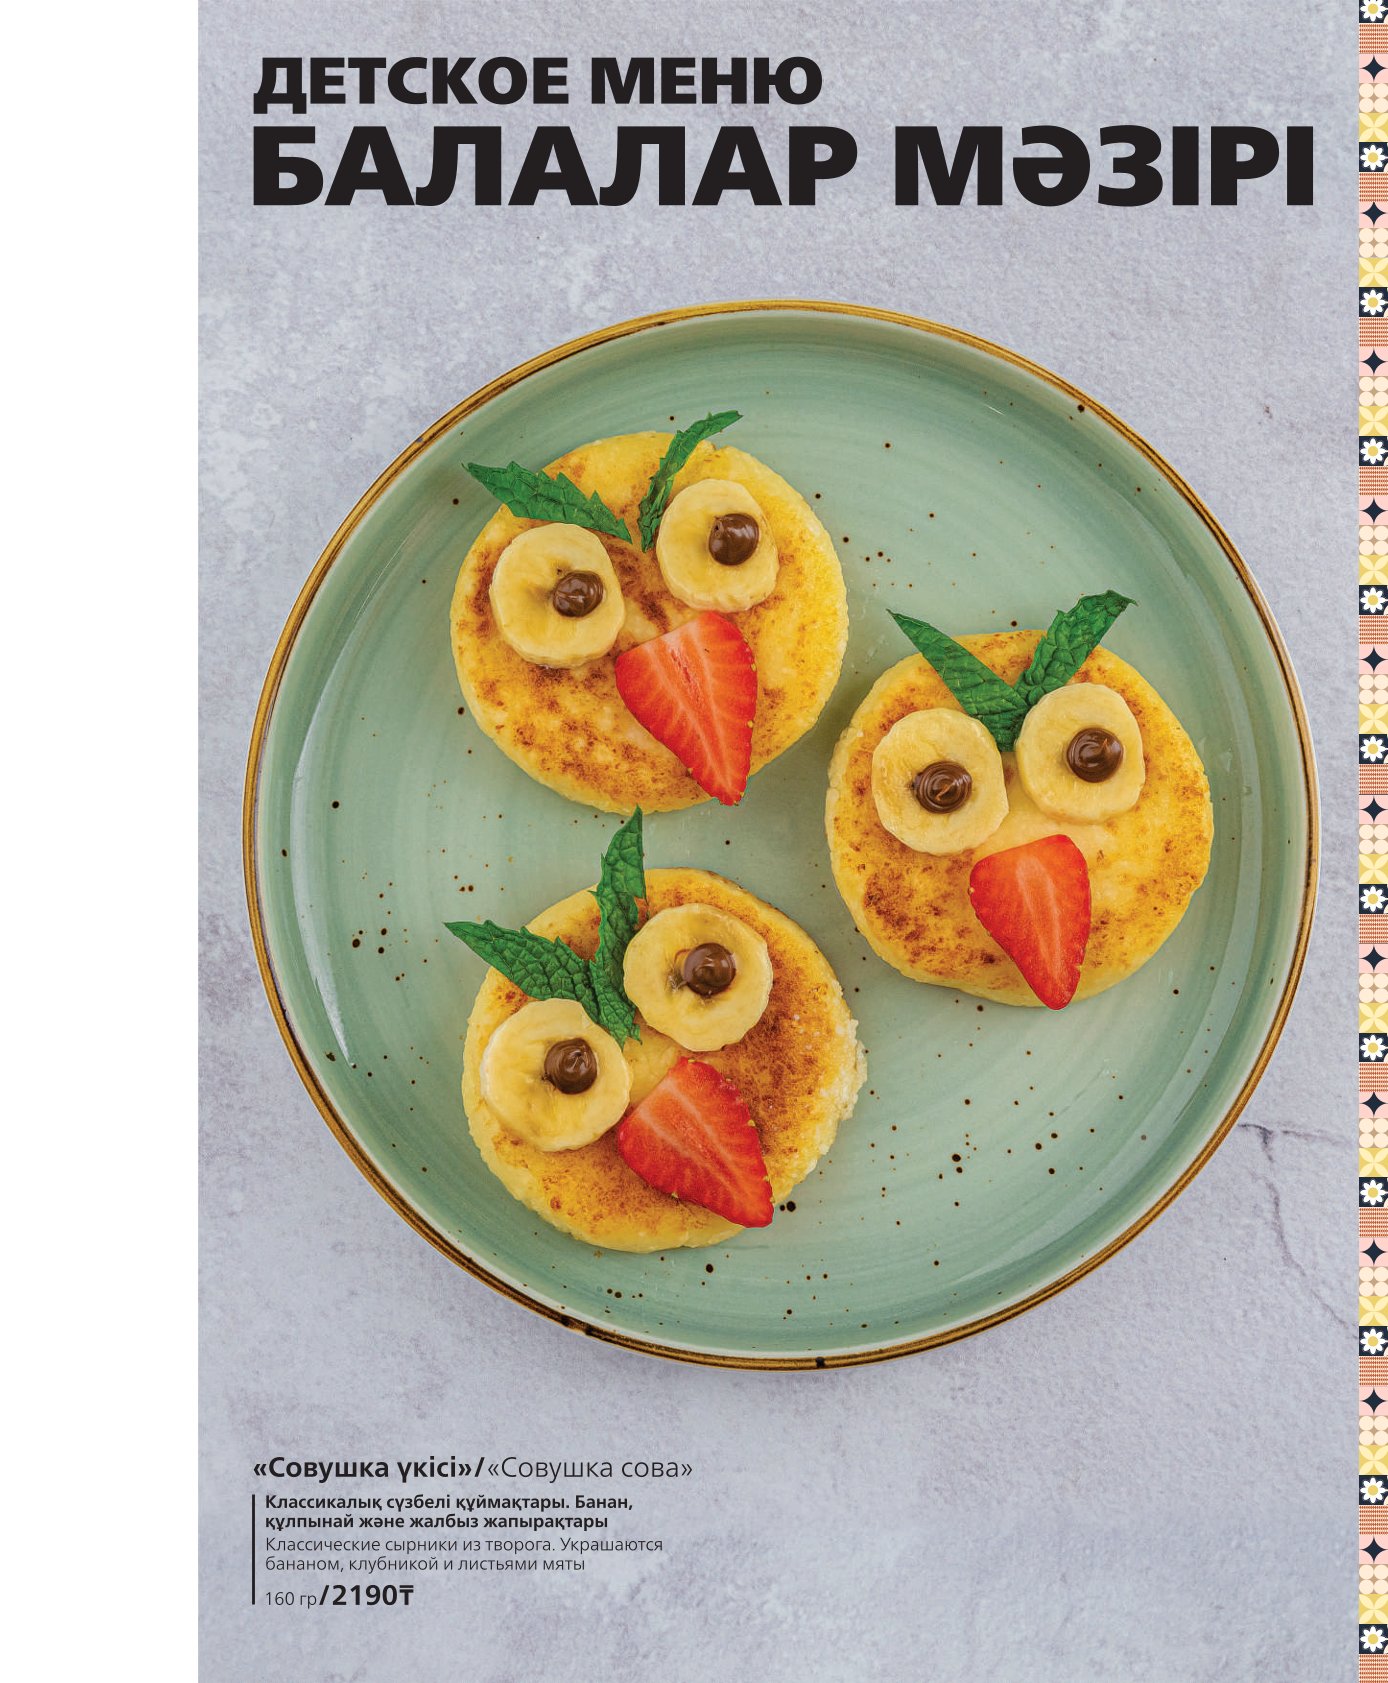 ДЕТСКОЕ МЕНЮ
БАЛАЛАР МӘЗІРІ
«Совушка үкісі»/«Совушка сова»
Классикалық сүзбелі құймақтары. Банан,
құлпынай және жалбыз жапырақтары
Классические сырники из творога. Украшаются
бананом, клубникой и листьями мяты
160 гр/2190₸